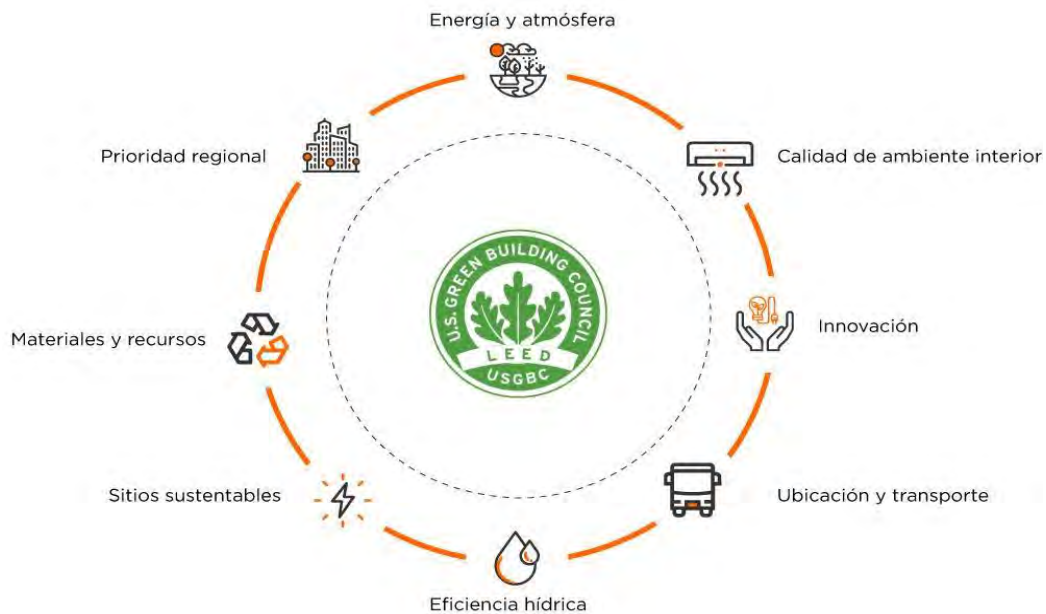 Energía y atmósfera
Prioridad regional
Calidad de ambiente interior
U.S. GREEN BUILDING COUNCIL
LEED
USGBC
Materiales y recursos
Innovación
Sitios sustentables
Ubicación y transporte
Eficiencia hídrica